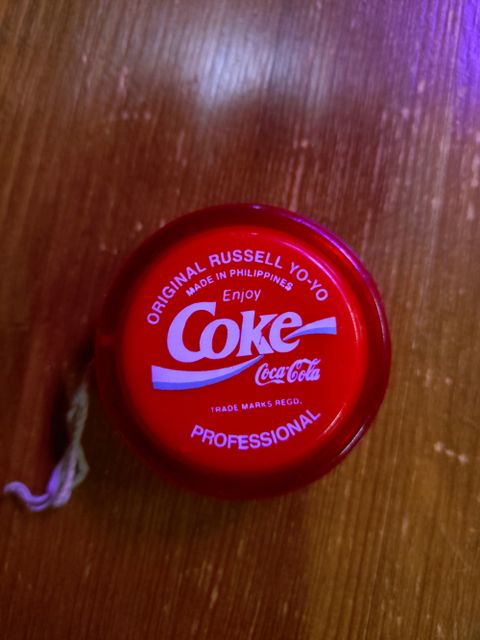 ORIGINAL RUSSELL YO-YO
MADE IN PHILIPPINES
Enjoy
Coke
Coca-Cola
TRADE MARKS REGD.
PROFESSIONAL